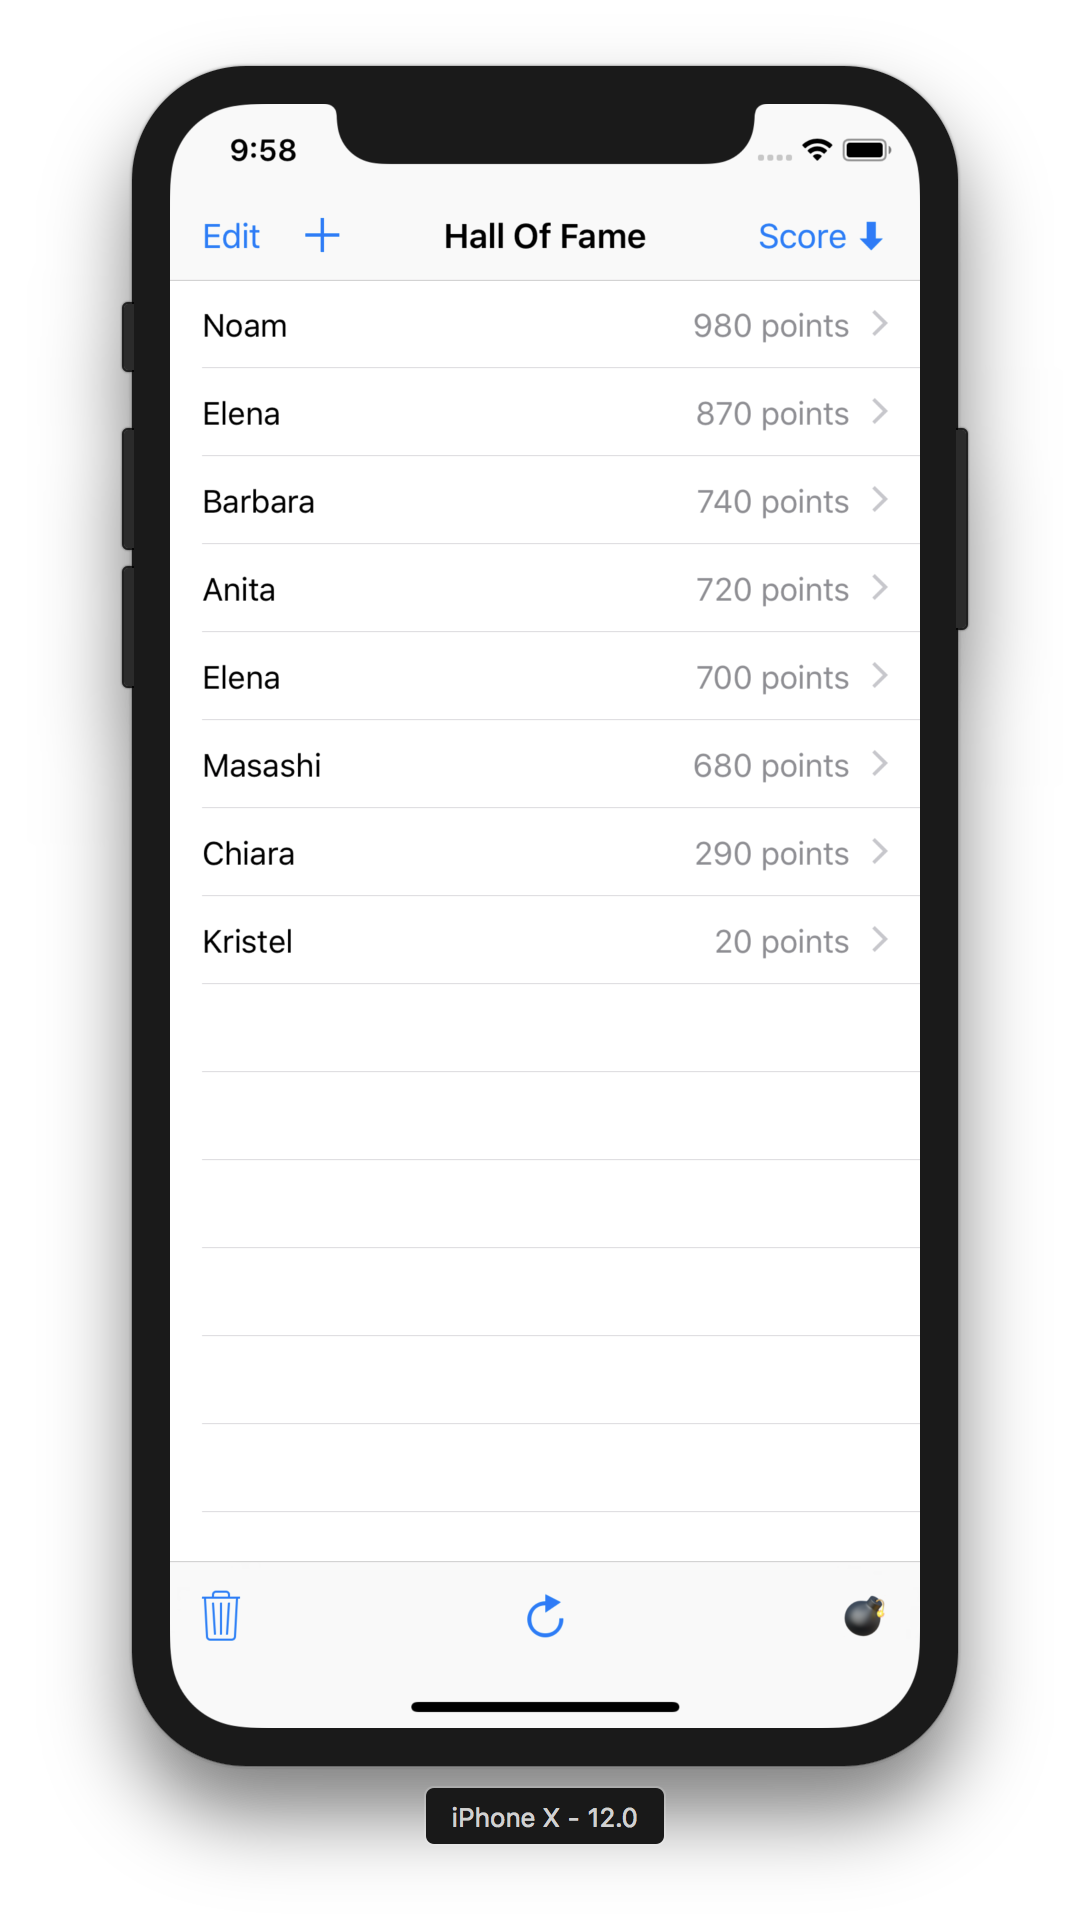 9:58
Edit + Hall Of Fame Score
Noam 980 points
Elena 870 points
Barbara 740 points
Anita 720 points
Elena 700 points
Masashi 680 points
Chiara 290 points
Kristel 20 points
iPhone X - 12.0